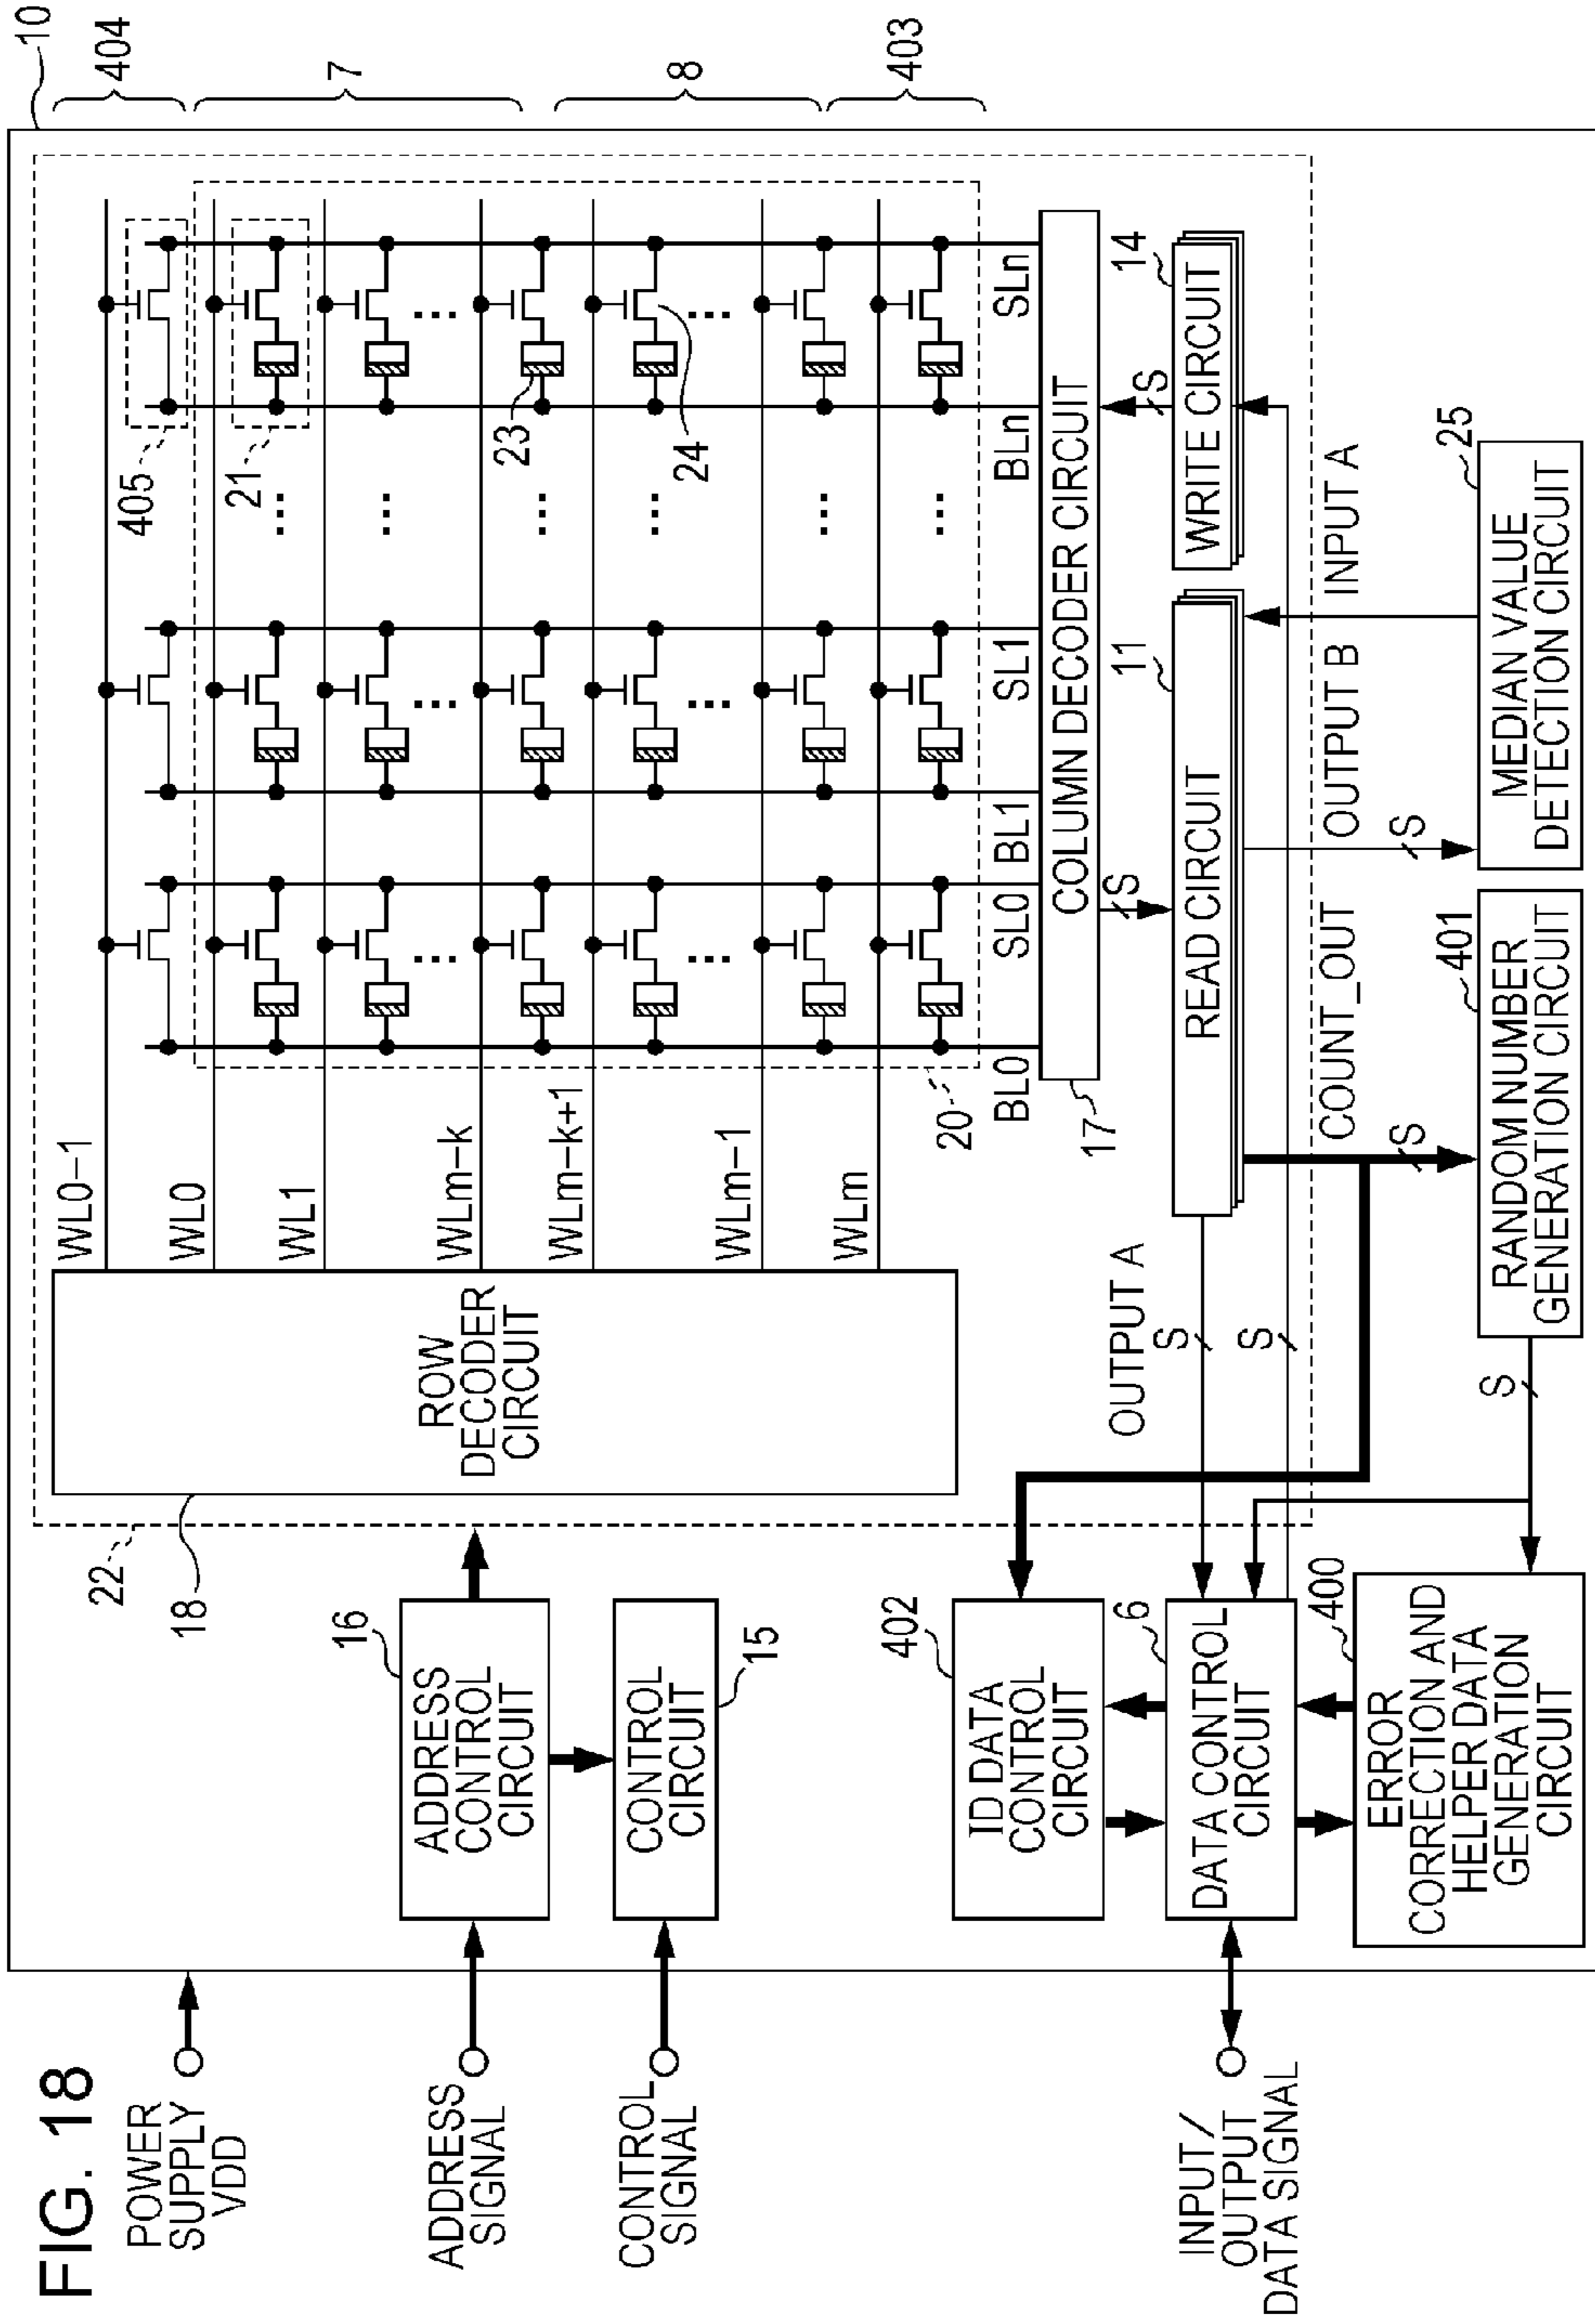 FIG. 18
POWER
SUPPLY
VDD
ADDRESS
SIGNAL
CONTROL
SIGNAL
INPUT/
OUTPUT
DATA SIGNAL
10
22
18
ROW
DECODER
CIRCUIT
16
ADDRESS
CONTROL
CIRCUIT
15
CONTROL
CIRCUIT
402
ID DATA
CONTROL
CIRCUIT
6
DATA CONTROL
CIRCUIT
400
ERROR
CORRECTION AND
HELPER DATA
GENERATION
CIRCUIT
WL0-1
WL0
WL1
WLm-k
WLm-k+1
WLm-1
WLm
405
21
...
...
...
...
...
...
...
...
...
...
...
...
23
24
404
7
8
403
20
BL0
SL0
BL1
SL1
BLn
SLn
17
COLUMN DECODER CIRCUIT
S
S
11
READ CIRCUIT
14
WRITE CIRCUIT
OUTPUT A
S
S
COUNT_OUT
S
OUTPUT B
S
INPUT A
S
401
RANDOM NUMBER
GENERATION CIRCUIT
25
MEDIAN VALUE
DETECTION CIRCUIT